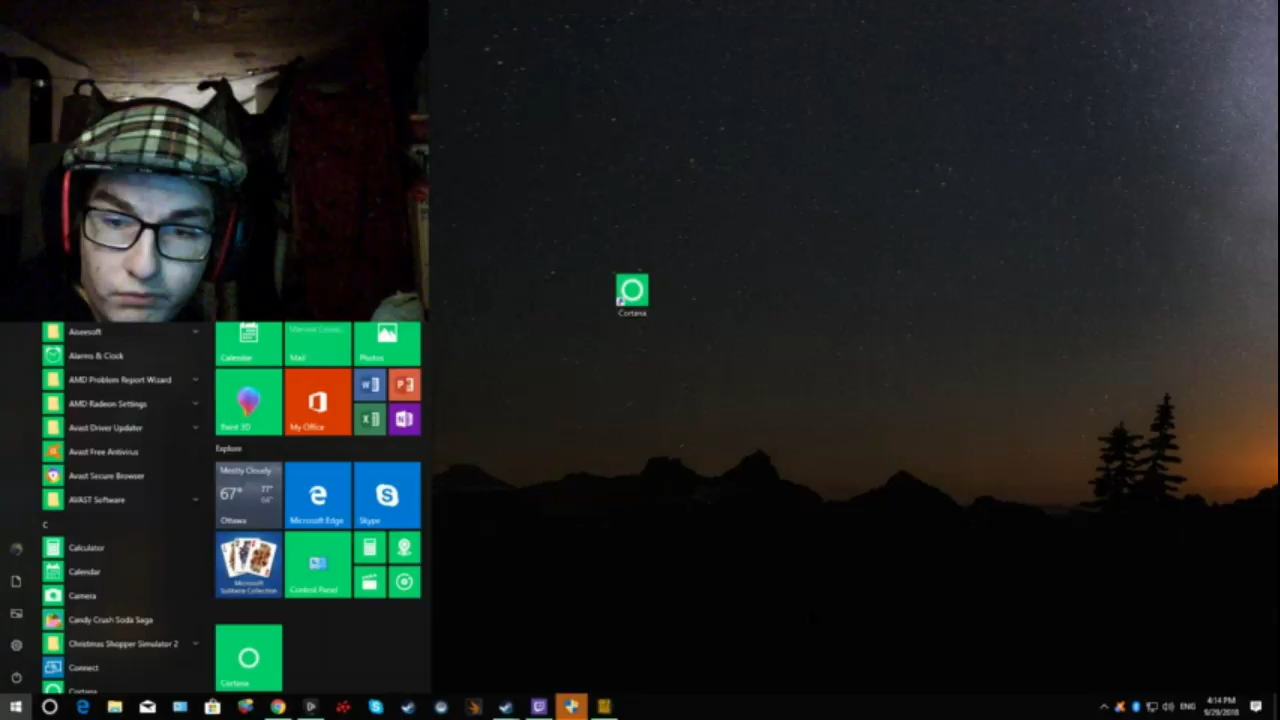 Cortana
Aiseesoft
Alarms & Clock
AMD Problem Report Wizard
AMD Radeon Settings
Avast Driver Updater
Avast Free Antivirus
Avast Secure Browser
AVAST Software
C
Calculator
Calendar
Camera
Candy Crush Soda Saga
Christmas Shopper Simulator 2
Connect
Cortana
Calendar
Mail
Photos
Paint 3D
My Office
Explore
Mostly Cloudy
67°
77°
Ottawa
Microsoft Edge
Skype
Microsoft
Solitaire Collection
Control Panel
Cortana
ENG
4:14 PM
9/29/2018